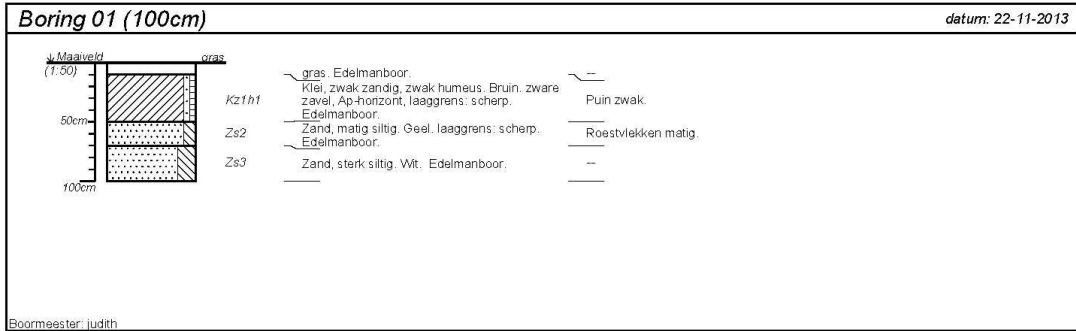 Boring 01 (100cm)
datum: 22-11-2013
Maaiveld
gras
(1:50)
gras. Edelmanboor.
--
Kz1h1
Klei, zwak zandig, zwak humeus. Bruin. zware
zavel, Ap-horizont, laaggrens: scherp.
Edelmanboor.
Puin zwak.
50cm
Zs2
Zand, matig siltig. Geel. laaggrens: scherp.
Edelmanboor.
Roestvlekken matig.
Zs3
Zand, sterk siltig. Wit. Edelmanboor.
--
100cm
Boormeester: judith